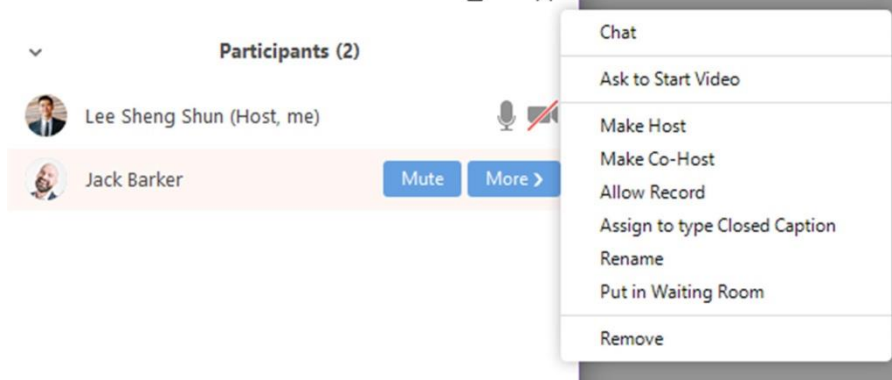 Participants (2)
Lee Sheng Shun (Host, me)
Jack Barker
Mute
More
Chat
Ask to Start Video
Make Host
Make Co-Host
Allow Record
Assign to type Closed Caption
Rename
Put in Waiting Room
Remove